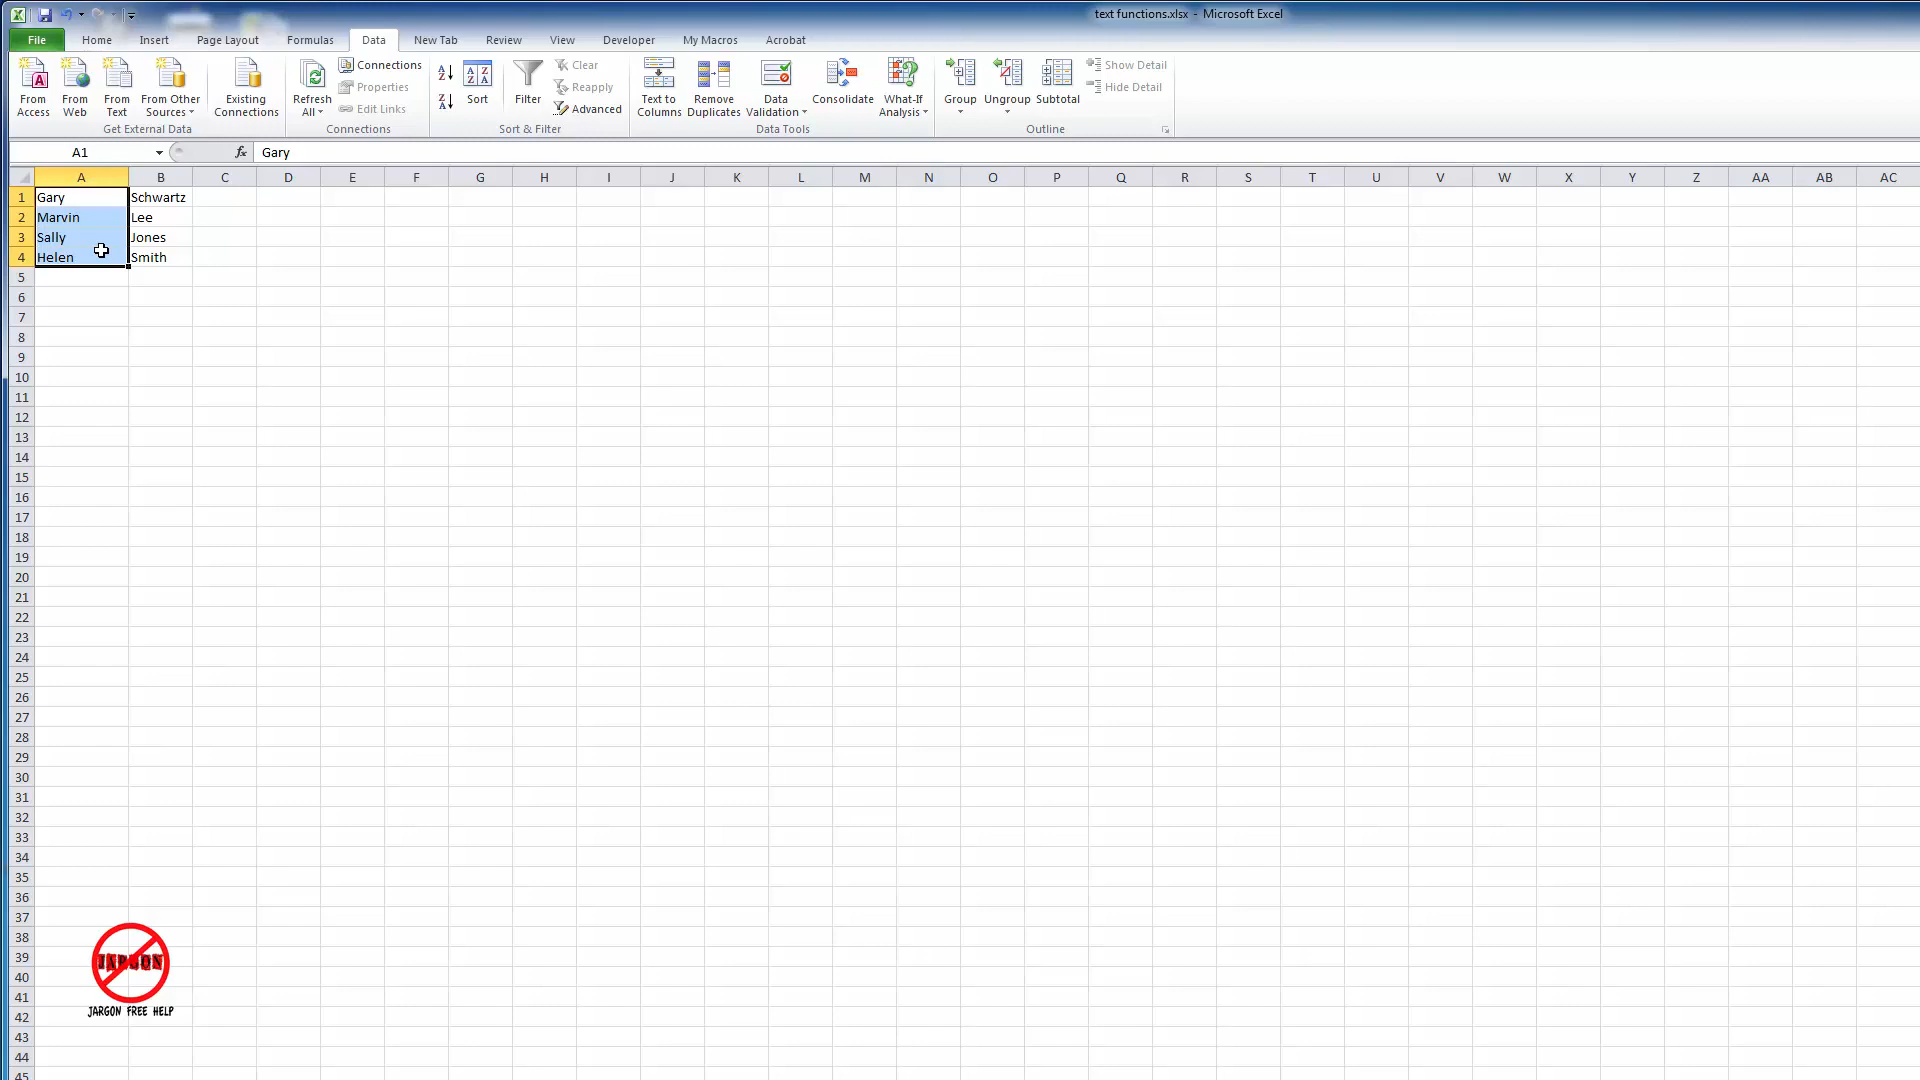 text functions.xlsx - Microsoft Excel
File Home Insert Page Layout Formulas Data New Tab Review View Developer My Macros Acrobat
From Access
From Web
From Text
From Other Sources
Existing Connections
Get External Data
Refresh All
Connections
Properties
Edit Links
Connections
Sort
Filter
Clear
Reapply
Advanced
Sort & Filter
Text to Columns
Remove Duplicates
Data Validation
Consolidate
What-If Analysis
Data Tools
Group
Ungroup
Subtotal
Show Detail
Hide Detail
Outline
A1 fx Gary
A B C D E F G H I J K L M N O P Q R S T U V W X Y Z AA AB AC
1 Gary Schwartz
2 Marvin Lee
3 Sally Jones
4 Helen Smith
5
6
7
8
9
10
11
12
13
14
15
16
17
18
19
20
21
22
23
24
25
26
27
28
29
30
31
32
33
34
35
36
37
38
39
40
41
42
43
44
45
JARGON
JARGON FREE HELP